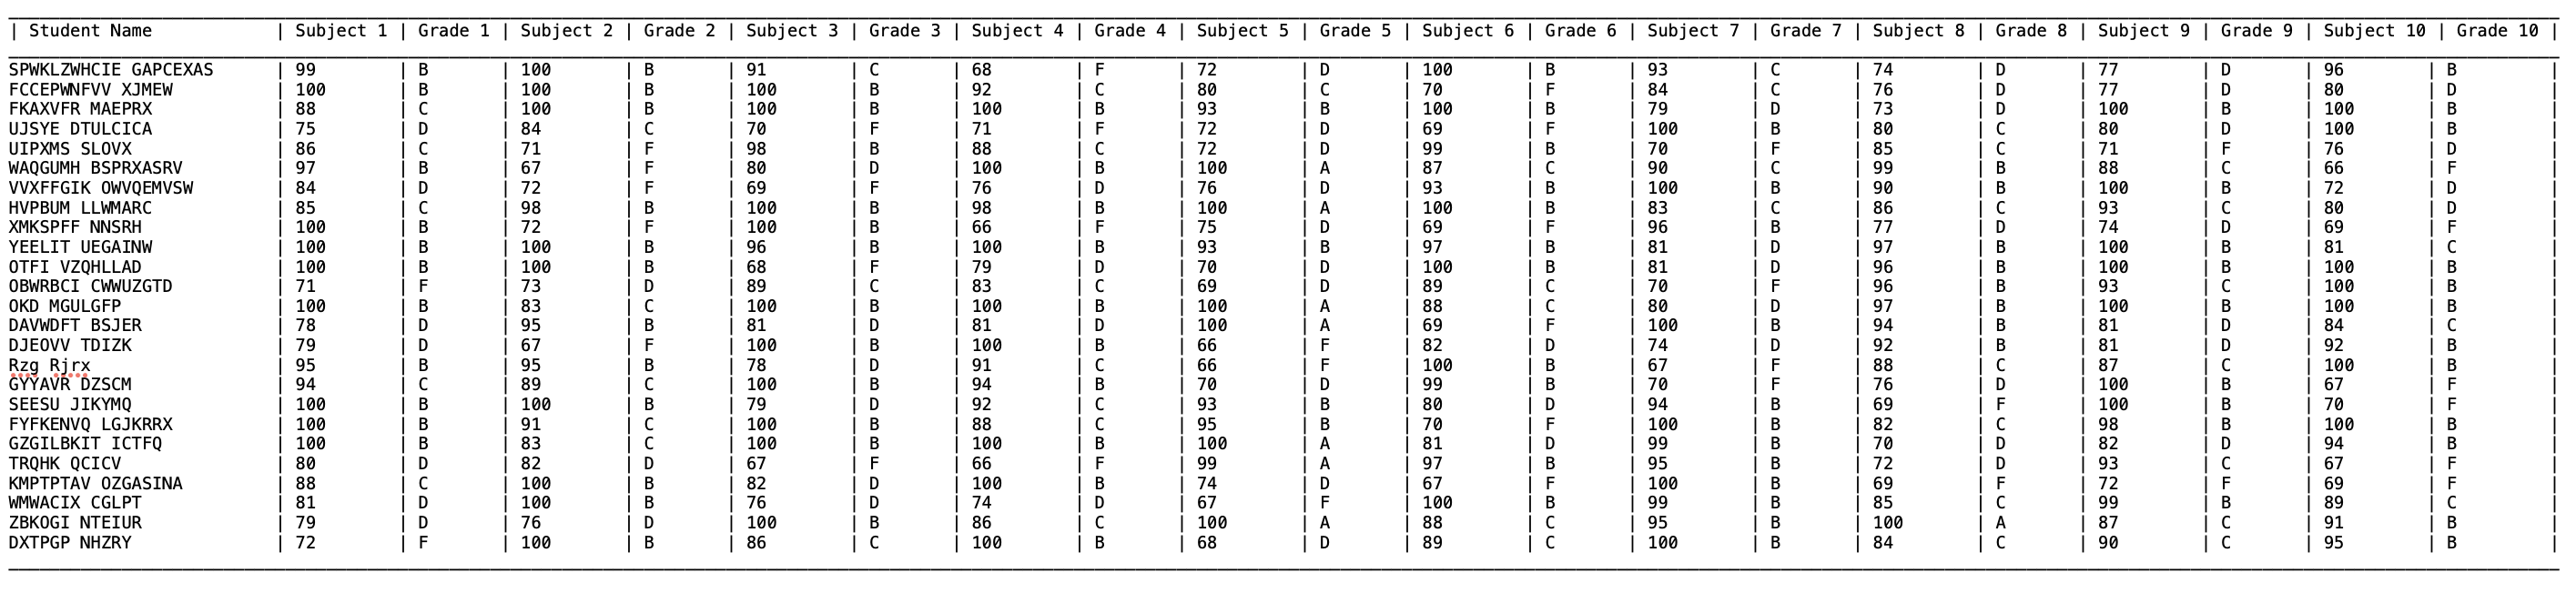 | Student Name | Subject 1 | Grade 1 | Subject 2 | Grade 2 | Subject 3 | Grade 3 | Subject 4 | Grade 4 | Subject 5 | Grade 5 | Subject 6 | Grade 6 | Subject 7 | Grade 7 | Subject 8 | Grade 8 | Subject 9 | Grade 9 | Subject 10 | Grade 10 |
SPWKLZWHCIE GAPCEXAS | 99 | B | 100 | B | 91 | C | 68 | F | 72 | D | 100 | B | 93 | C | 74 | D | 77 | D | 96 | B |
FCCEPWNFVV XJMEW | 100 | B | 100 | B | 100 | B | 92 | C | 80 | C | 70 | F | 84 | C | 76 | D | 77 | D | 80 | D |
FKAXVFR MAEPRX | 88 | C | 100 | B | 100 | B | 100 | B | 93 | B | 100 | B | 79 | D | 73 | D | 100 | B | 100 | B |
UJSYE DTULCICA | 75 | D | 84 | C | 70 | F | 71 | F | 72 | D | 69 | F | 100 | B | 80 | C | 80 | D | 100 | B |
UIPXMS SLOVX | 86 | C | 71 | F | 98 | B | 88 | C | 72 | D | 99 | B | 70 | F | 85 | C | 71 | F | 76 | D |
WAQGUMH BSPRXASRV | 97 | B | 67 | F | 80 | D | 100 | B | 100 | A | 87 | C | 90 | C | 99 | B | 88 | C | 66 | F |
VVXFFGIK OWVQEMVSW | 84 | D | 72 | F | 69 | F | 76 | D | 76 | D | 93 | B | 100 | B | 90 | B | 100 | B | 72 | D |
HVPBUM LLWMARC | 85 | C | 98 | B | 100 | B | 98 | B | 100 | A | 100 | B | 83 | C | 86 | C | 93 | C | 80 | D |
XMKSPFF NNSRH | 100 | B | 72 | F | 100 | B | 66 | F | 75 | D | 69 | F | 96 | B | 77 | D | 74 | D | 69 | F |
YEELIT UEGAINW | 100 | B | 100 | B | 96 | B | 100 | B | 93 | B | 97 | B | 81 | D | 97 | B | 100 | B | 81 | C |
OTFI VZQHLLAD | 100 | B | 100 | B | 68 | F | 79 | D | 70 | D | 100 | B | 81 | D | 96 | B | 100 | B | 100 | B |
OBWRBCI CWWUZGTD | 71 | F | 73 | D | 89 | C | 83 | C | 69 | D | 89 | C | 70 | F | 96 | B | 93 | C | 100 | B |
OKD MGULGFP | 100 | B | 83 | C | 100 | B | 100 | B | 100 | A | 88 | C | 80 | D | 97 | B | 100 | B | 100 | B |
DAVWDFT BSJER | 78 | D | 95 | B | 81 | D | 81 | D | 100 | A | 69 | F | 100 | B | 94 | B | 81 | D | 84 | C |
DJEOVV TDIZK | 79 | D | 67 | F | 100 | B | 100 | B | 66 | F | 82 | D | 74 | D | 92 | B | 81 | D | 92 | B |
Rzg Rjrx | 95 | B | 95 | B | 78 | D | 91 | C | 66 | F | 100 | B | 67 | F | 88 | C | 87 | C | 100 | B |
GYYAVR DZSCM | 94 | C | 89 | C | 100 | B | 94 | B | 70 | D | 99 | B | 70 | F | 76 | D | 100 | B | 67 | F |
SEESU JIKYMQ | 100 | B | 100 | B | 79 | D | 92 | C | 93 | B | 80 | D | 94 | B | 69 | F | 100 | B | 70 | F |
FYFKENVQ LGJKRRX | 100 | B | 91 | C | 100 | B | 88 | C | 95 | B | 70 | F | 100 | B | 82 | C | 98 | B | 100 | B |
GZGILBKIT ICTFQ | 100 | B | 83 | C | 100 | B | 100 | B | 100 | A | 81 | D | 99 | B | 70 | D | 82 | D | 94 | B |
TRQHK QCICV | 80 | D | 82 | D | 67 | F | 66 | F | 99 | A | 97 | B | 95 | B | 72 | D | 93 | C | 67 | F |
KMPTPTAV OZGASINA | 88 | C | 100 | B | 82 | D | 100 | B | 74 | D | 67 | F | 100 | B | 69 | F | 72 | F | 69 | F |
WMWACIX CGLPT | 81 | D | 100 | B | 76 | D | 74 | D | 67 | F | 100 | B | 99 | B | 85 | C | 99 | B | 89 | C |
ZBKOGI NTEIUR | 79 | D | 76 | D | 100 | B | 86 | C | 100 | A | 88 | C | 95 | B | 100 | A | 87 | C | 91 | B |
DXTPGP NHZRY | 72 | F | 100 | B | 86 | C | 100 | B | 68 | D | 89 | C | 100 | B | 84 | C | 90 | C | 95 | B |